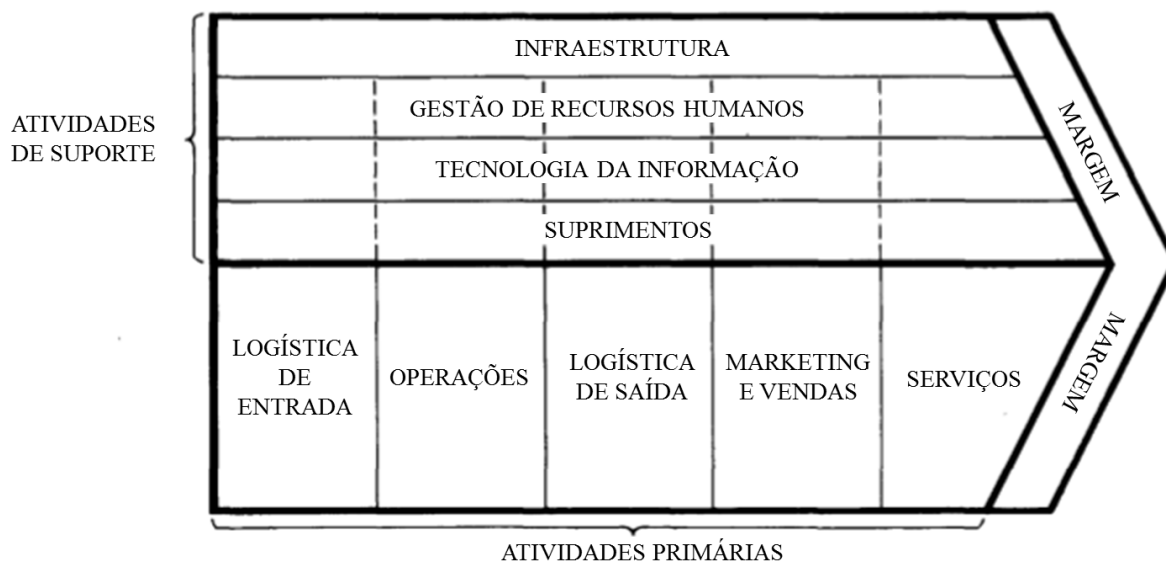 INFRAESTRUTURA
GESTÃO DE RECURSOS HUMANOS
ATIVIDADES
DE SUPORTE
TECNOLOGIA DA INFORMAÇÃO
SUPRIMENTOS
MARGEM
LOGÍSTICA
DE
ENTRADA
OPERAÇÕES
LOGÍSTICA
DE SAÍDA
MARKETING
E VENDAS
SERVIÇOS
MARGEM
ATIVIDADES PRIMÁRIAS